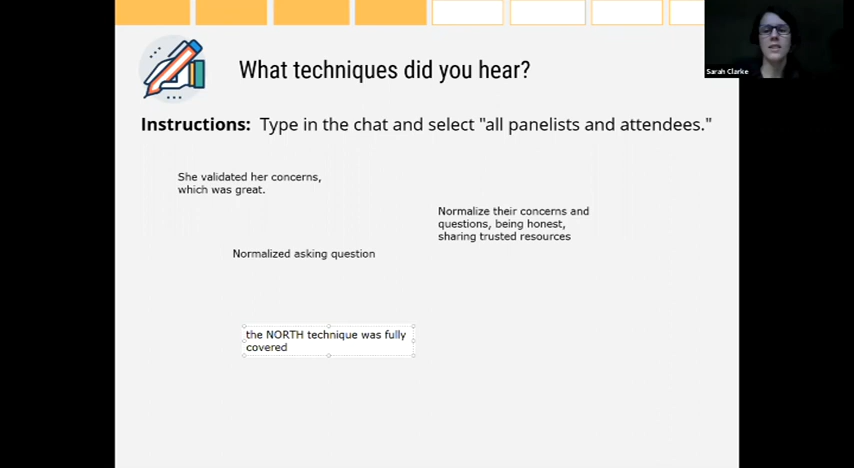 What techniques did you hear?
Sarah Clarke
Instructions: Type in the chat and select "all panelists and attendees."
She validated her concerns,
which was great.
Normalize their concerns and
questions, being honest,
sharing trusted resources
Normalized asking question
the NORTH technique was fully
covered